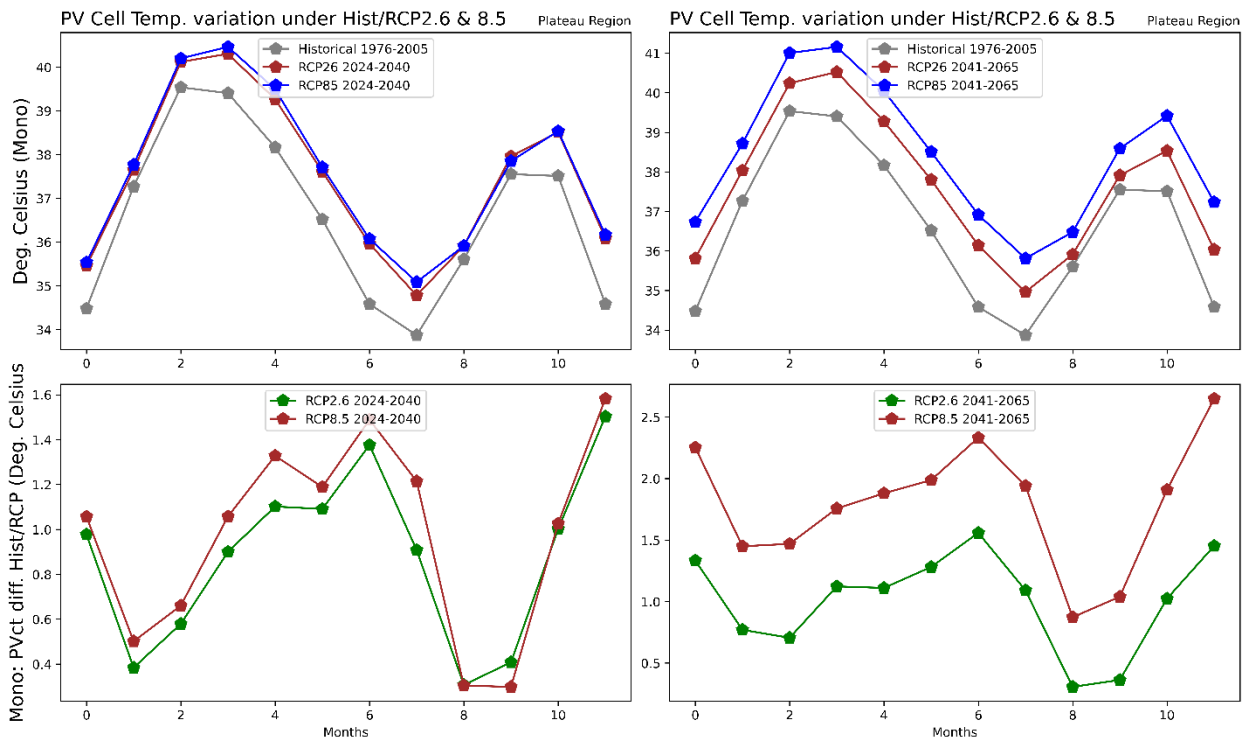 PV Cell Temp. variation under Hist/RCP2.6 & 8.5 Plateau Region
Deg. Celsius (Mono)
40
39
38
37
36
35
34
Historical 1976-2005
RCP26 2024-2040
RCP85 2024-2040
0 2 4 6 8 10
PV Cell Temp. variation under Hist/RCP2.6 & 8.5 Plateau Region
41
40
39
38
37
36
35
34
Historical 1976-2005
RCP26 2041-2065
RCP85 2041-2065
0 2 4 6 8 10
Mono: PVct diff. Hist/RCP (Deg. Celsius
1.6
1.4
1.2
1.0
0.8
0.6
0.4
RCP2.6 2024-2040
RCP8.5 2024-2040
0 2 4 6 8 10
Months
2.5
2.0
1.5
1.0
0.5
RCP2.6 2041-2065
RCP8.5 2041-2065
0 2 4 6 8 10
Months